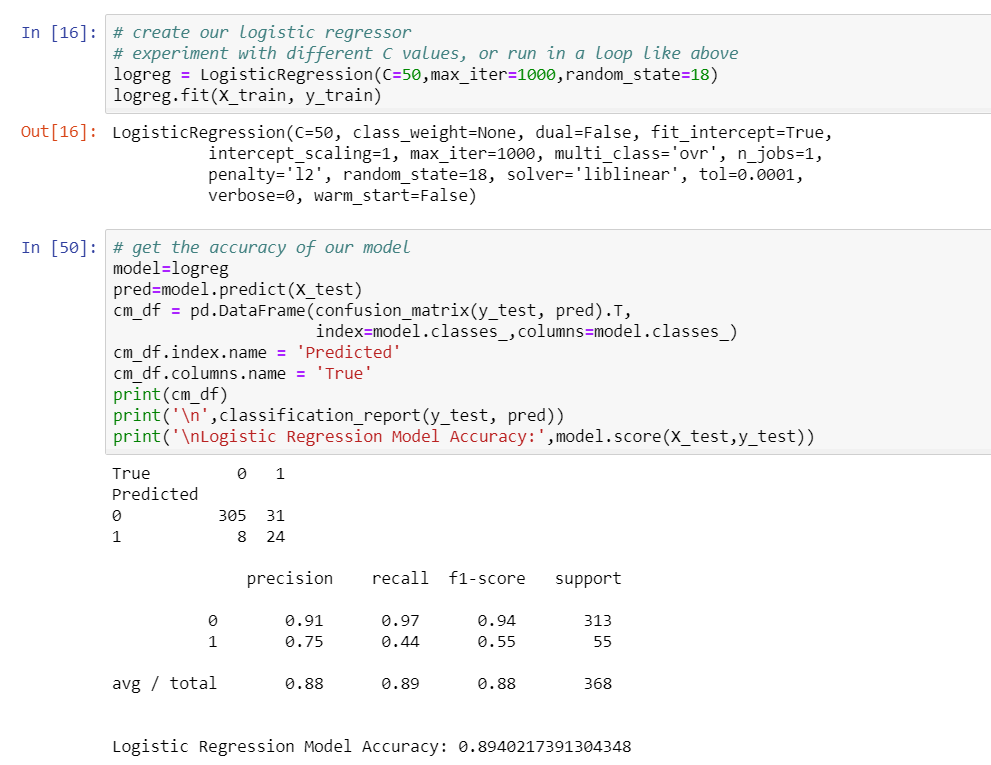 In [16]: # create our logistic regressor
# experiment with different C values, or run in a loop like above
logreg = LogisticRegression(C=50,max_iter=1000,random_state=18)
logreg.fit(X_train, y_train)
Out[16]: LogisticRegression(C=50, class_weight=None, dual=False, fit_intercept=True,
          intercept_scaling=1, max_iter=1000, multi_class='ovr', n_jobs=1,
          penalty='l2', random_state=18, solver='liblinear', tol=0.0001,
          verbose=0, warm_start=False)
In [50]: # get the accuracy of our model
model=logreg
pred=model.predict(X_test)
cm_df = pd.DataFrame(confusion_matrix(y_test, pred).T,
                     index=model.classes_,columns=model.classes_)
cm_df.index.name = 'Predicted'
cm_df.columns.name = 'True'
print(cm_df)
print('\n',classification_report(y_test, pred))
print('\nLogistic Regression Model Accuracy:',model.score(X_test,y_test))
True         0   1
Predicted
0          305  31
1            8  24
              precision    recall  f1-score   support
          0       0.91      0.97      0.94       313
          1       0.75      0.44      0.55        55
avg / total       0.88      0.89      0.88       368
Logistic Regression Model Accuracy: 0.8940217391304348